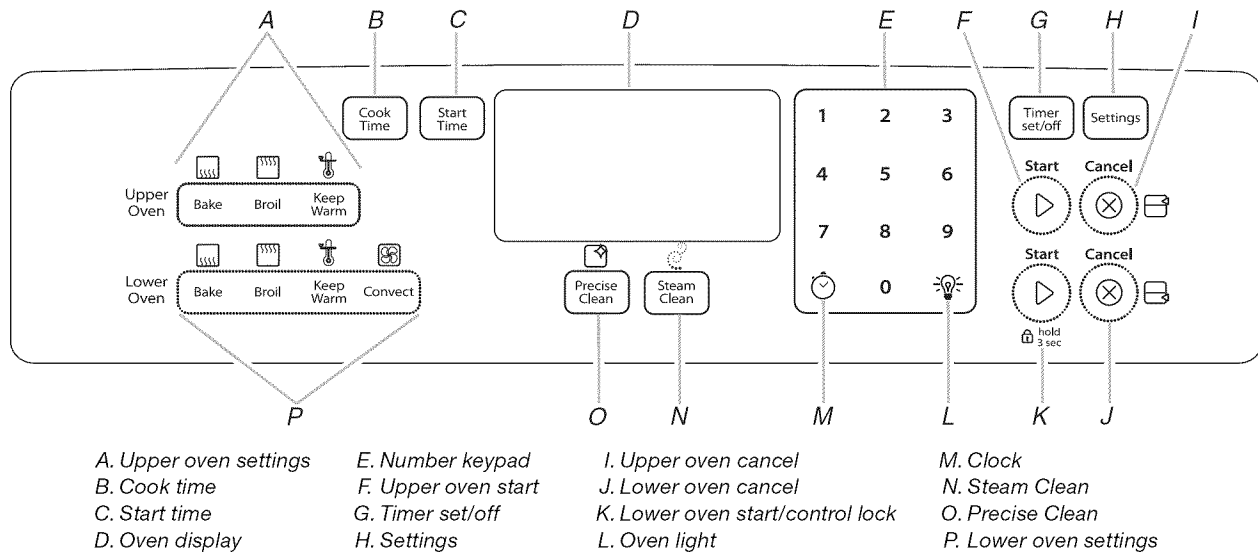 A B C D E F G H I
Cook
Time
Start
Time
1 2 3
4 5 6
7 8 9
0
Timer
set/off
Settings
Start Cancel
Upper
Oven
Bake Broil Keep
Warm
Start Cancel
Lower
Oven
Bake Broil Keep
Warm Convect
Precise
Clean
Steam
Clean
hold
3 sec
P O N M L K J
A. Upper oven settings
B. Cook time
C. Start time
D. Oven display
E. Number keypad
F. Upper oven start
G. Timer set/off
H. Settings
I. Upper oven cancel
J. Lower oven cancel
K. Lower oven start/control lock
L. Oven light
M. Clock
N. Steam Clean
O. Precise Clean
P. Lower oven settings